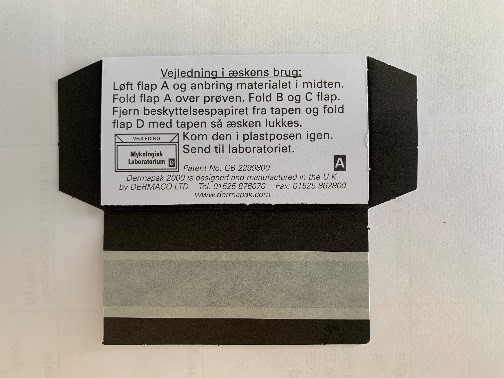 Vejledning i æskens brug:
Løft flap A og anbring materialet i midten.
Fold flap A over prøven. Fold B og C flap.
Fjern beskyttelsespapiret fra tapen og fold
flap D med tapen så æsken lukkes.
VEJLEDNING
Mykologisk
Laboratorium D
Kom den i plastposen igen.
Send til laboratoriet.
A
Patent No. GB 2299809
Dermapak 2000 is designed and manufactured in the U.K.
by DERMACO LTD. Tel. 01525 876070 Fax. 01525 862800
www.dermapak.com